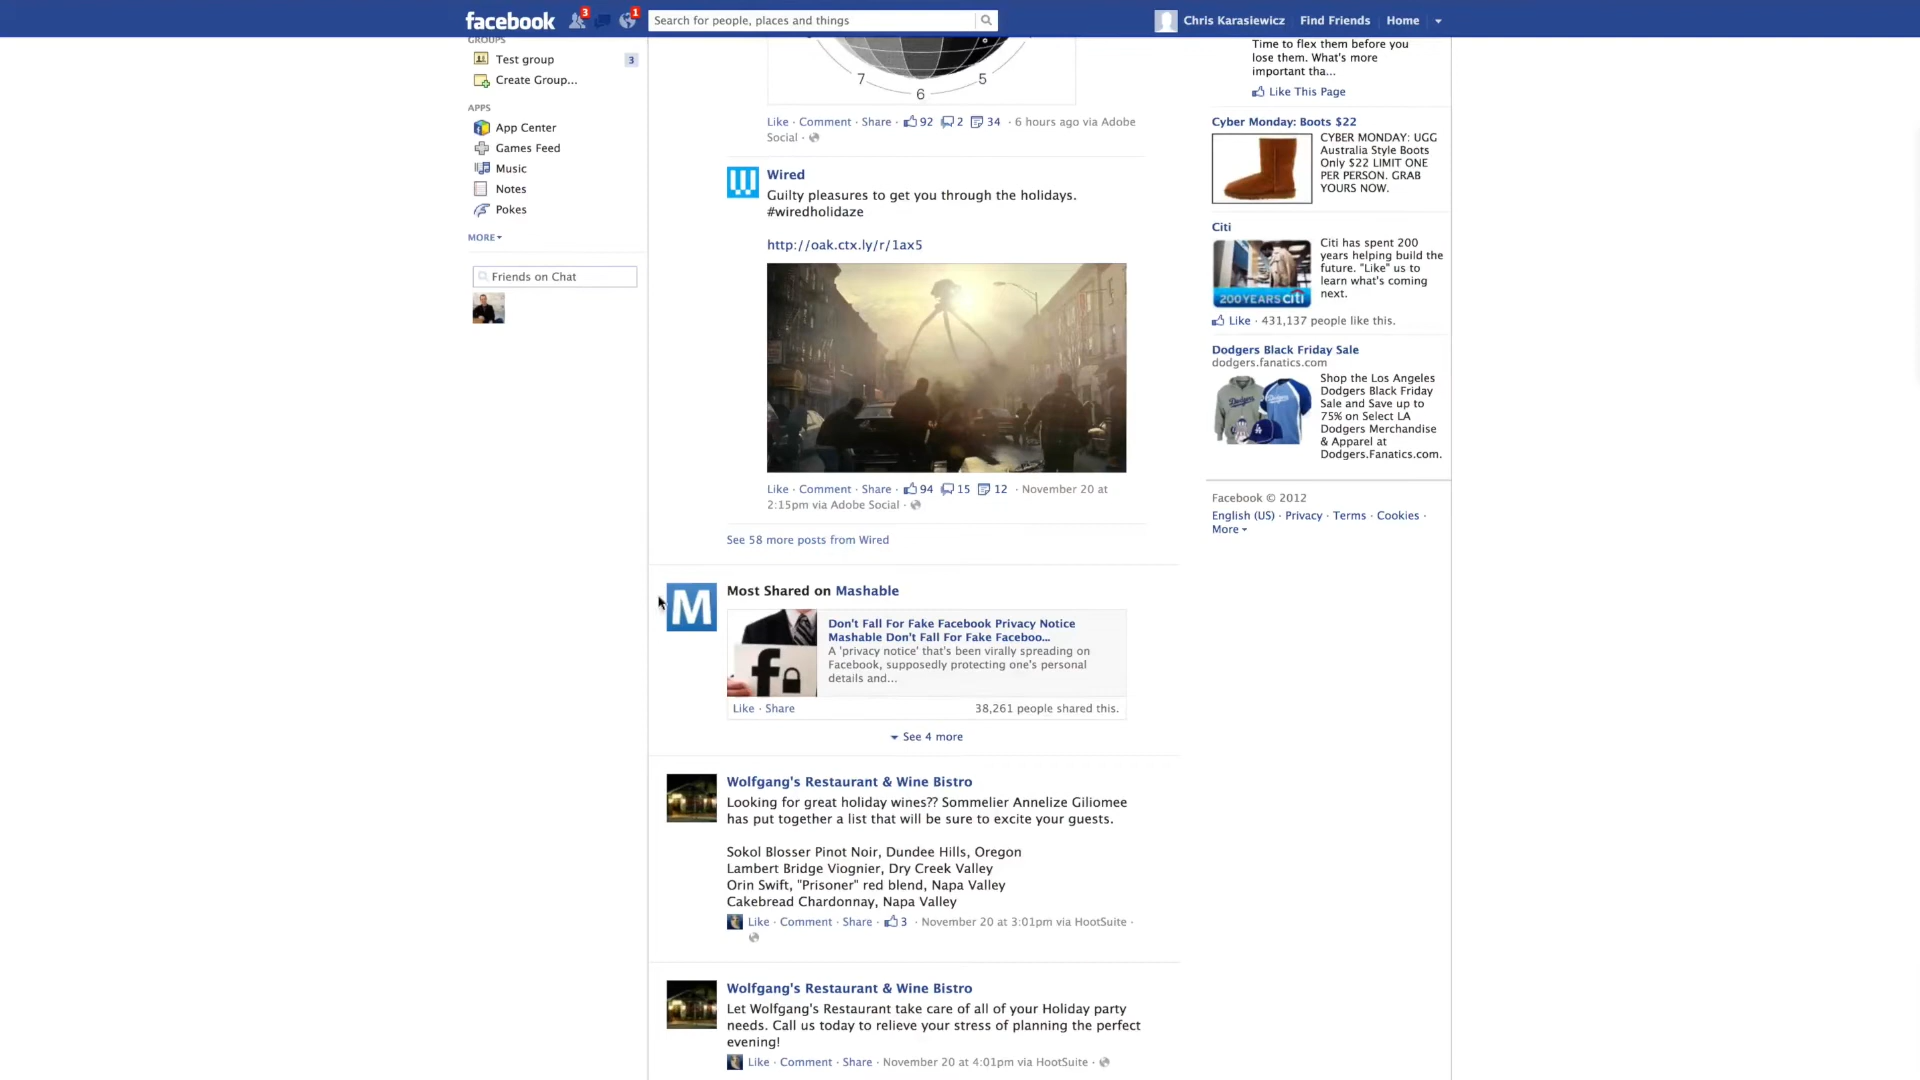 facebook
3
1
Search for people, places and things
Chris Karasiewicz
Find Friends
Home
GROUPS
Test group
3
Create Group...
APPS
App Center
Games Feed
Music
Notes
Pokes
MORE
Friends on Chat
7
5
6
Like · Comment · Share · 92 2 34 · 6 hours ago via Adobe
Social ·
Wired
Guilty pleasures to get you through the holidays.
#wiredholidaze
http://oak.ctx.ly/r/1ax5
Like · Comment · Share · 94 15 12 · November 20 at
2:15pm via Adobe Social ·
See 58 more posts from Wired
M
Most Shared on Mashable
f
Don't Fall For Fake Facebook Privacy Notice
Mashable Don't Fall For Fake Faceboo...
A 'privacy notice' that's been virally spreading on
Facebook, supposedly protecting one's personal
details and...
Like · Share
38,261 people shared this.
See 4 more
Wolfgang's Restaurant & Wine Bistro
Looking for great holiday wines?? Sommelier Annelize Giliomee
has put together a list that will be sure to excite your guests.
Sokol Blosser Pinot Noir, Dundee Hills, Oregon
Lambert Bridge Viognier, Dry Creek Valley
Orin Swift, "Prisoner" red blend, Napa Valley
Cakebread Chardonnay, Napa Valley
Like · Comment · Share · 3 · November 20 at 3:01pm via HootSuite ·
Wolfgang's Restaurant & Wine Bistro
Let Wolfgang's Restaurant take care of all of your Holiday party
needs. Call us today to relieve your stress of planning the perfect
evening!
Like · Comment · Share · November 20 at 4:01pm via HootSuite ·
Time to flex them before you
lose them. What's more
important tha...
Like This Page
Cyber Monday: Boots $22
CYBER MONDAY: UGG
Australia Style Boots
Only $22 LIMIT ONE
PER PERSON. GRAB
YOURS NOW.
Citi
200 YEARS citi
Citi has spent 200
years helping build the
future. "Like" us to
learn what's coming
next.
Like · 431,137 people like this.
Dodgers Black Friday Sale
dodgers.fanatics.com
Dodgers
Dodgers
LA
Shop the Los Angeles
Dodgers Black Friday
Sale and Save up to
75% on Select LA
Dodgers Merchandise
& Apparel at
Dodgers.Fanatics.com.
Facebook © 2012
English (US) · Privacy · Terms · Cookies ·
More